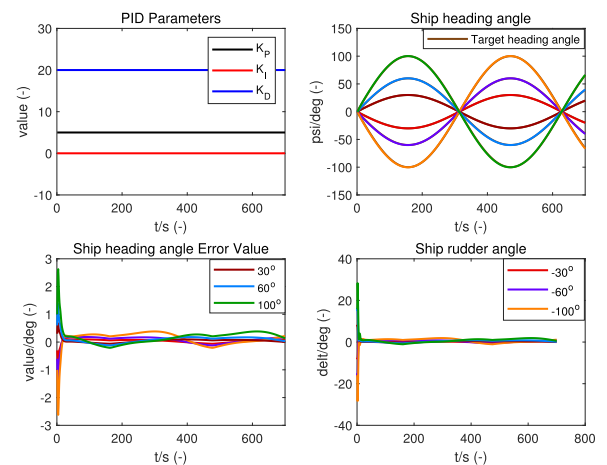 PID Parameters
value (-)
30
20
10
0
-10
K_P
K_I
K_D
0 200 400 600
t/s (-)
Ship heading angle
psi/deg (-)
150
100
50
0
-50
-100
-150
Target heading angle
0 200 400 600
t/s (-)
Ship heading angle Error Value
value/deg (-)
3
2
1
0
-1
-2
-3
30°
60°
100°
0 200 400 600
t/s (-)
Ship rudder angle
delt/deg (-)
40
20
0
-20
-40
-30°
-60°
-100°
0 200 400 600 800
t/s (-)